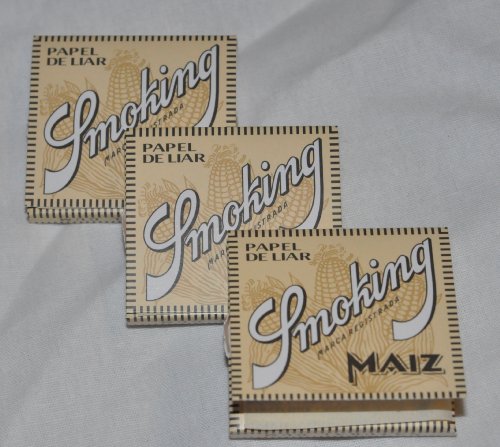 PAPEL
DE LIAR
Smoking
MARCA REGISTRADA
PAPEL
DE LIAR
Smoking
PAPEL
DE LIAR
Smoking
MARCA REGISTRADA
MAIZ